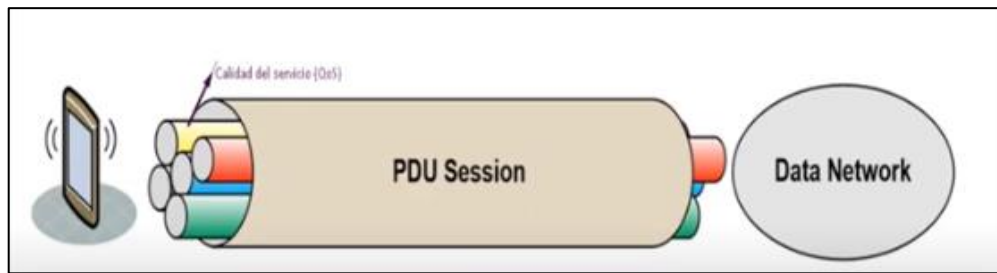 Calidad del servicio (QoS)
PDU Session
Data Network